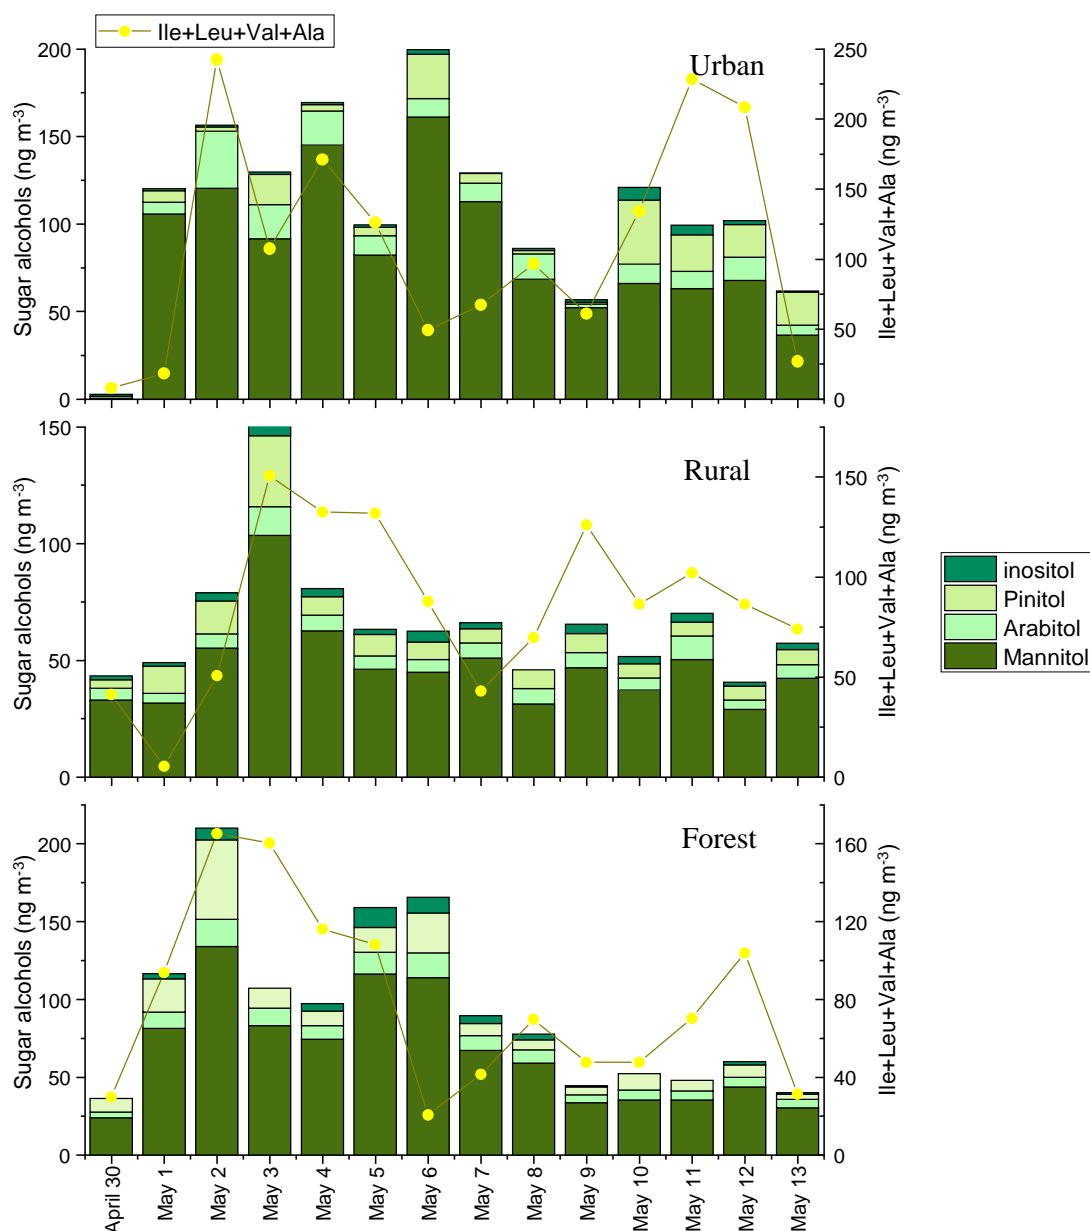 Ile+Leu+Val+Ala
Urban
Sugar alcohols (ng m-3)
200
150
100
50
0
250
200
150
100
50
0
Ile+Leu+Val+Ala (ng m-3)
Rural
Sugar alcohols (ng m-3)
150
100
50
0
150
100
50
0
Ile+Leu+Val+Ala (ng m-3)
inositol
Pinitol
Arabitol
Mannitol
Forest
Sugar alcohols (ng m-3)
200
150
100
50
0
160
120
80
40
0
Ile+Leu+Val+Ala (ng m-3)
April 30
May 1
May 2
May 3
May 4
May 5
May 6
May 7
May 8
May 9
May 10
May 11
May 12
May 13